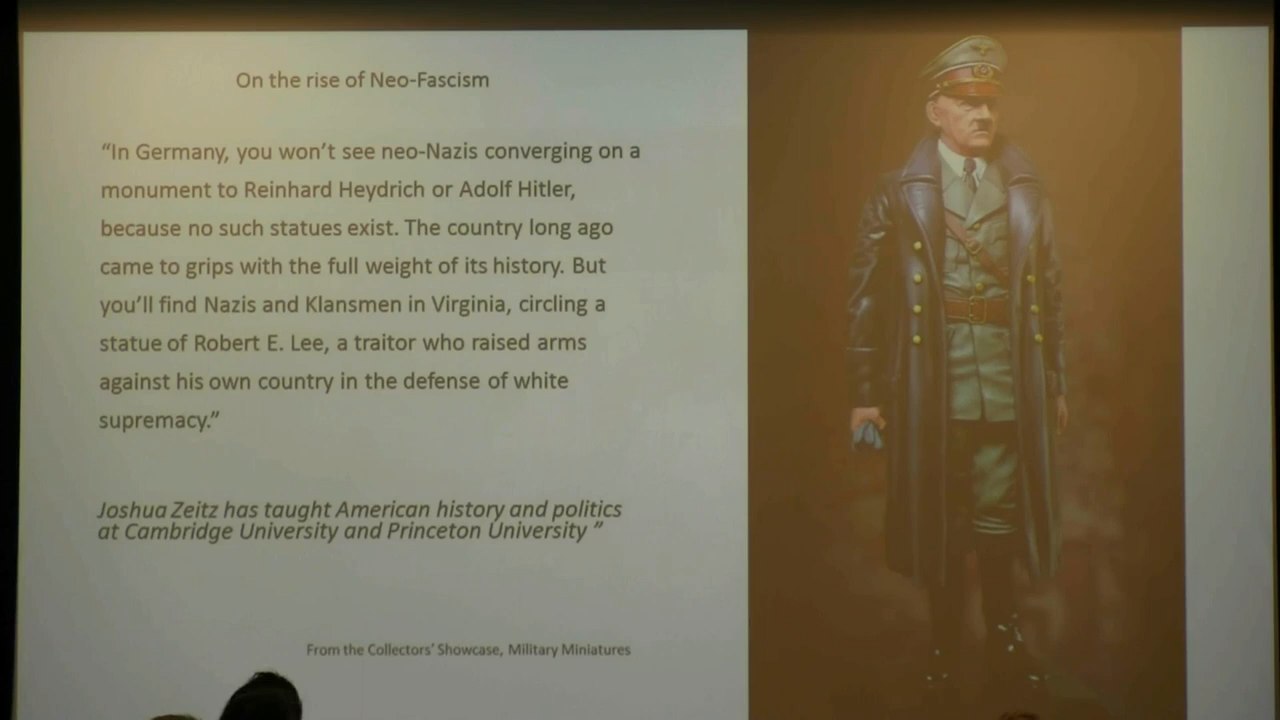 On the rise of Neo-Fascism
“In Germany, you won’t see neo-Nazis converging on a
monument to Reinhard Heydrich or Adolf Hitler,
because no such statues exist. The country long ago
came to grips with the full weight of its history. But
you’ll find Nazis and Klansmen in Virginia, circling a
statue of Robert E. Lee, a traitor who raised arms
against his own country in the defense of white
supremacy.”
Joshua Zeitz has taught American history and politics
at Cambridge University and Princeton University ”
From the Collectors’ Showcase, Military Miniatures